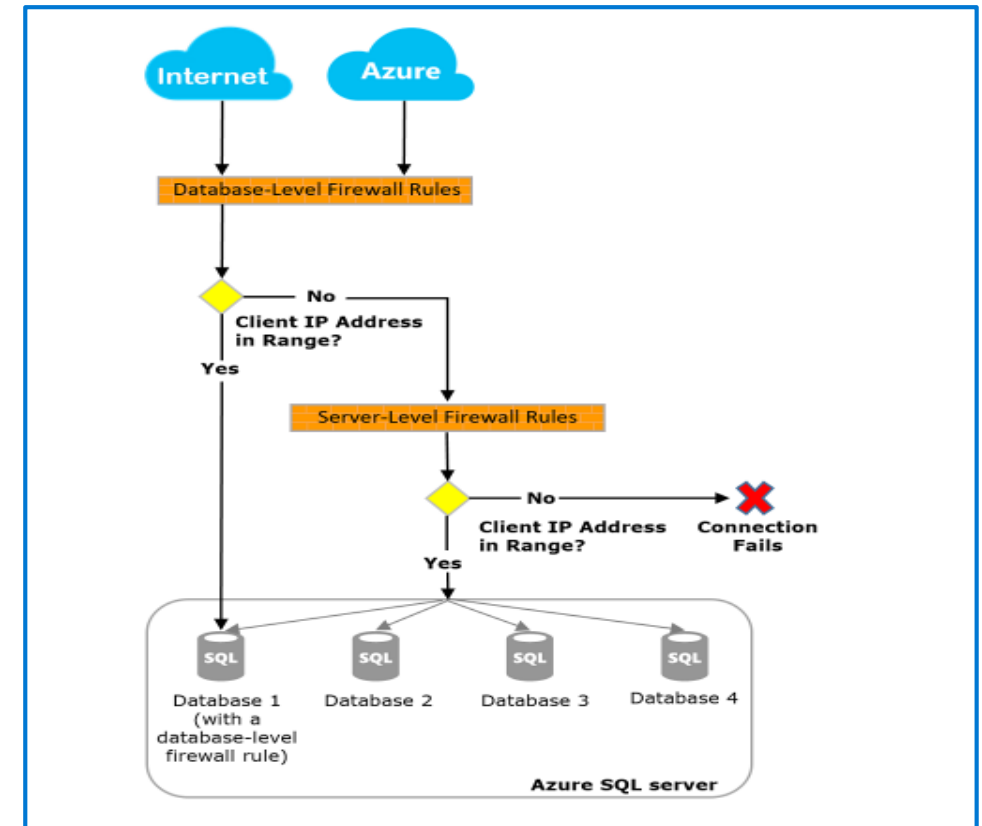 Internet
Azure
Database-Level Firewall Rules
No
Client IP Address
in Range?
Yes
Server-Level Firewall Rules
No
Client IP Address
in Range?
Connection
Fails
Yes
SQL
SQL
SQL
SQL
Database 1
(with a
database-level
firewall rule)
Database 2
Database 3
Database 4
Azure SQL server